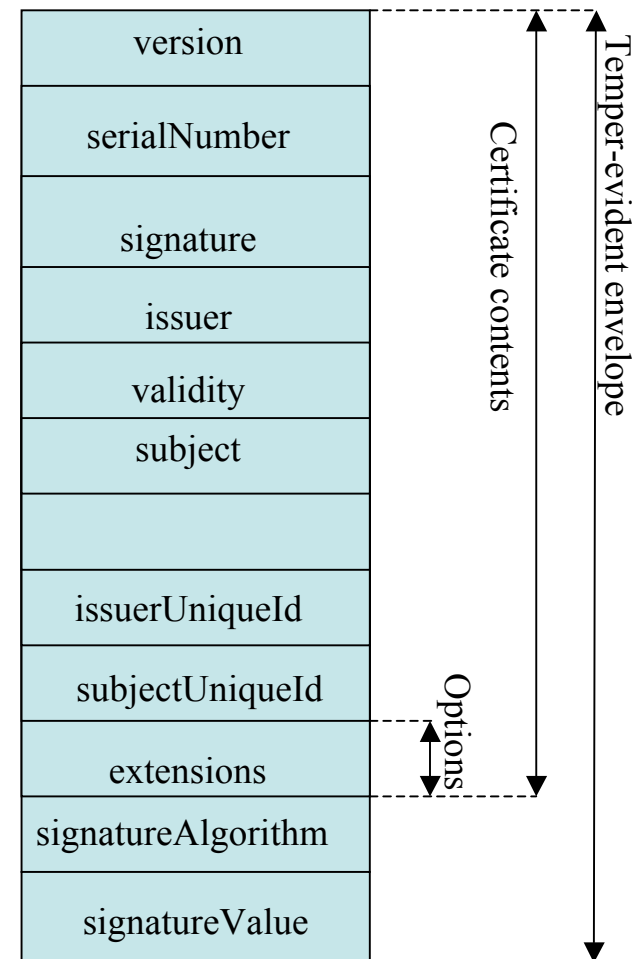 version
serialNumber
signature
issuer
validity
subject
issuerUniqueId
subjectUniqueId
extensions
signatureAlgorithm
signatureValue
Options
Certificate contents
Temper-evident envelope